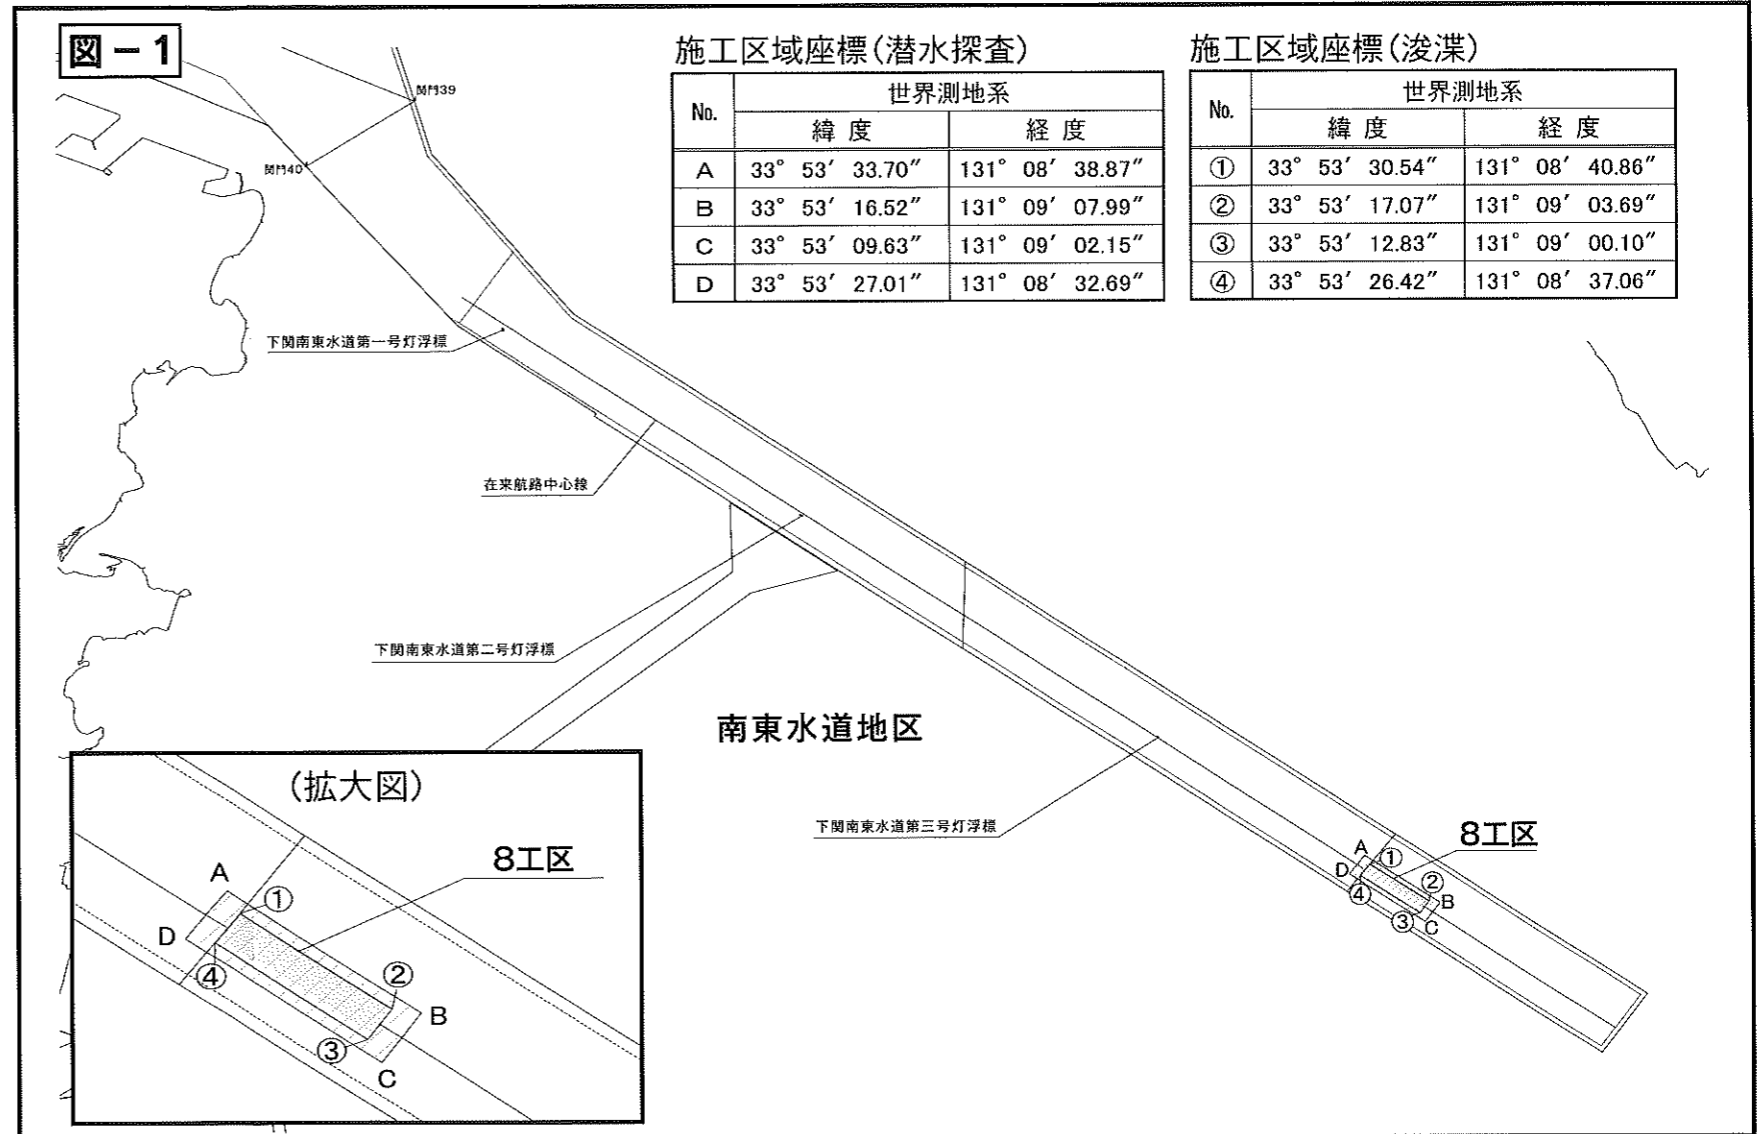 図－1
施工区域座標(潜水探査)
No. 世界測地系
緯 度 経 度
A 33° 53′ 33.70″ 131° 08′ 38.87″
B 33° 53′ 16.52″ 131° 09′ 07.99″
C 33° 53′ 09.63″ 131° 09′ 02.15″
D 33° 53′ 27.01″ 131° 08′ 32.69″
施工区域座標(浚渫)
No. 世界測地系
緯 度 経 度
① 33° 53′ 30.54″ 131° 08′ 40.86″
② 33° 53′ 17.07″ 131° 09′ 03.69″
③ 33° 53′ 12.83″ 131° 09′ 00.10″
④ 33° 53′ 26.42″ 131° 08′ 37.06″
関門39
関門40
下関南東水道第一号灯浮標
在来航路中心線
下関南東水道第二号灯浮標
南東水道地区
下関南東水道第三号灯浮標
8工区
A
①
D
②
④
B
③
C
(拡大図)
8工区
A
①
D
④
②
B
③
C